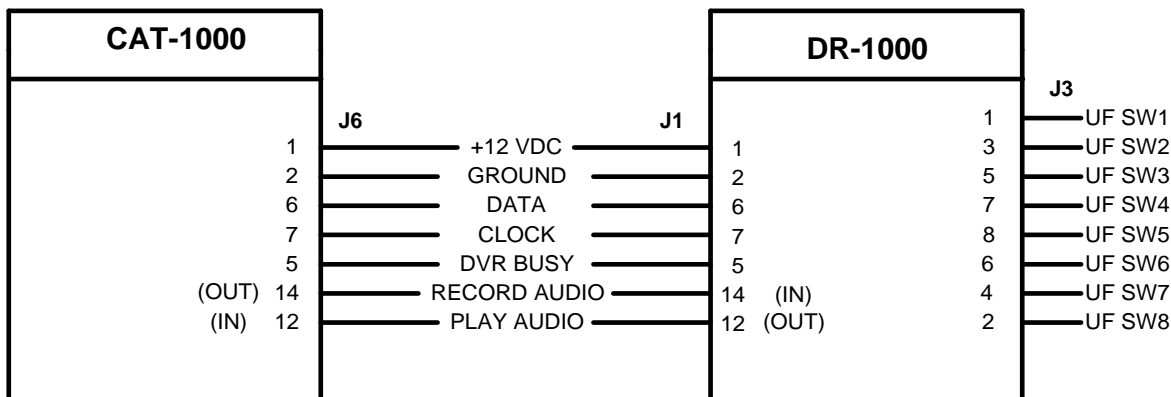 CAT-1000
DR-1000
J6
J1
J3
1 UF SW1
1 +12 VDC 1 3 UF SW2
2 GROUND 2 5 UF SW3
6 DATA 6 7 UF SW4
7 CLOCK 7 8 UF SW5
5 DVR BUSY 5 6 UF SW6
(OUT) 14 RECORD AUDIO 14 (IN) 4 UF SW7
(IN) 12 PLAY AUDIO 12 (OUT) 2 UF SW8